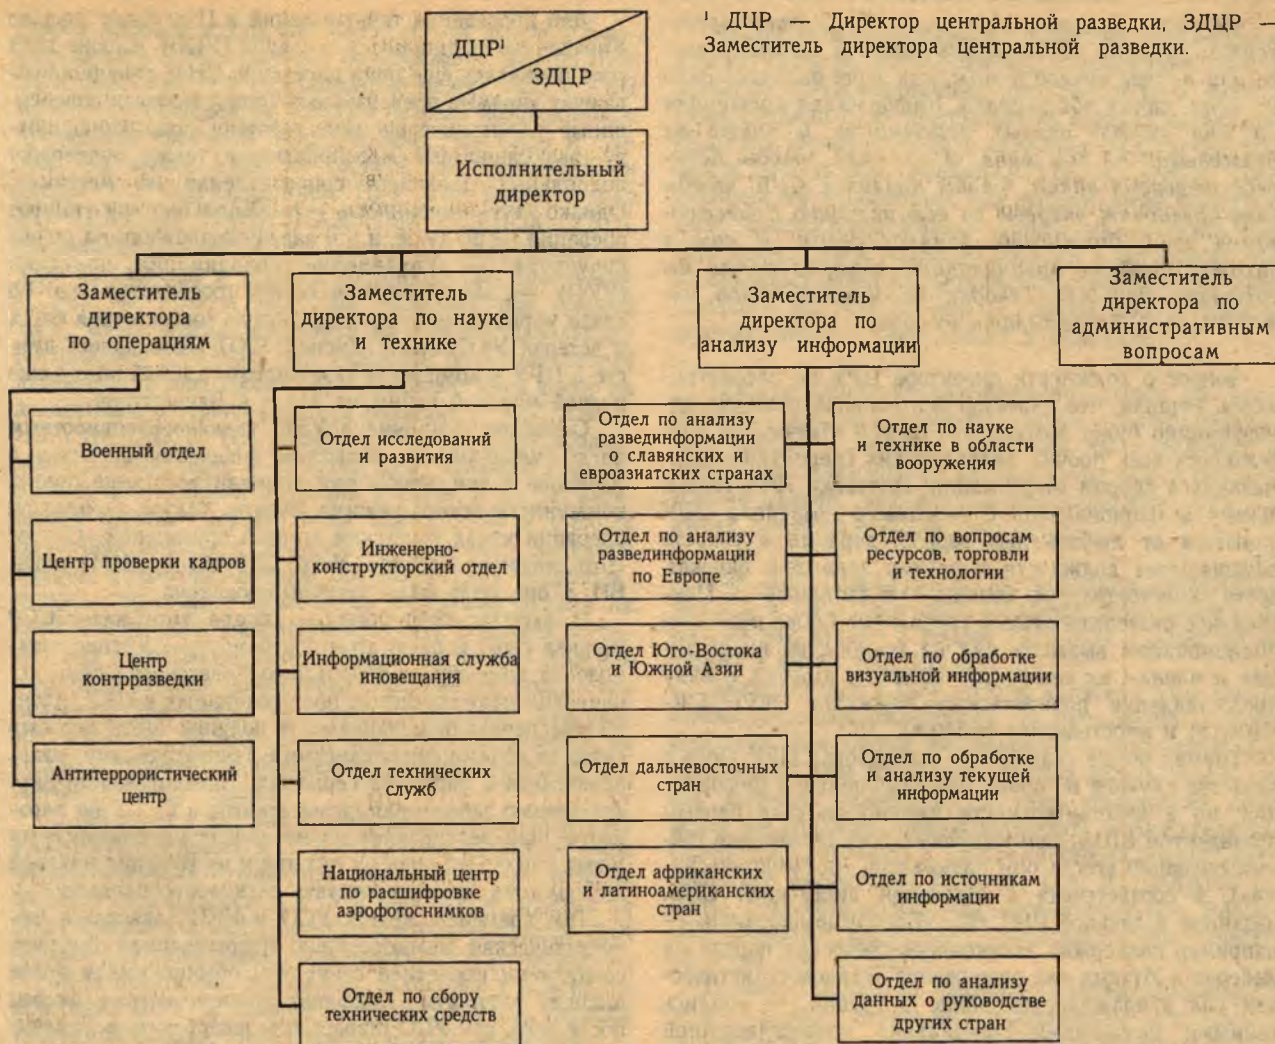 ДЦР¹
ЗДЦР
¹ ДЦР — Директор центральной разведки, ЗДЦР —
Заместитель директора центральной разведки.
Исполнительный
директор
Заместитель
директора
по операциям
Заместитель
директора по науке
и технике
Заместитель
директора по
анализу информации
Заместитель
директора по
административным
вопросам
Военный отдел
Центр проверки кадров
Центр
контрразведки
Антитеррористический
центр
Отдел исследований
и развития
Инженерно-
конструкторский отдел
Информационная служба
иновещания
Отдел технических
служб
Национальный центр
по расшифровке
аэрофотоснимков
Отдел по сбору
технических средств
Отдел по анализу
развединформации
о славянских и
евроазиатских странах
Отдел по анализу
развединформации
по Европе
Отдел Юго-Востока
и Южной Азии
Отдел дальневосточных
стран
Отдел африканских
и латиноамериканских
стран
Отдел по науке
и технике в области
вооружения
Отдел по вопросам
ресурсов, торговли
и технологии
Отдел по обработке
визуальной информации
Отдел по обработке
и анализу текущей
информации
Отдел по источникам
информации
Отдел по анализу
данных о руководстве
других стран